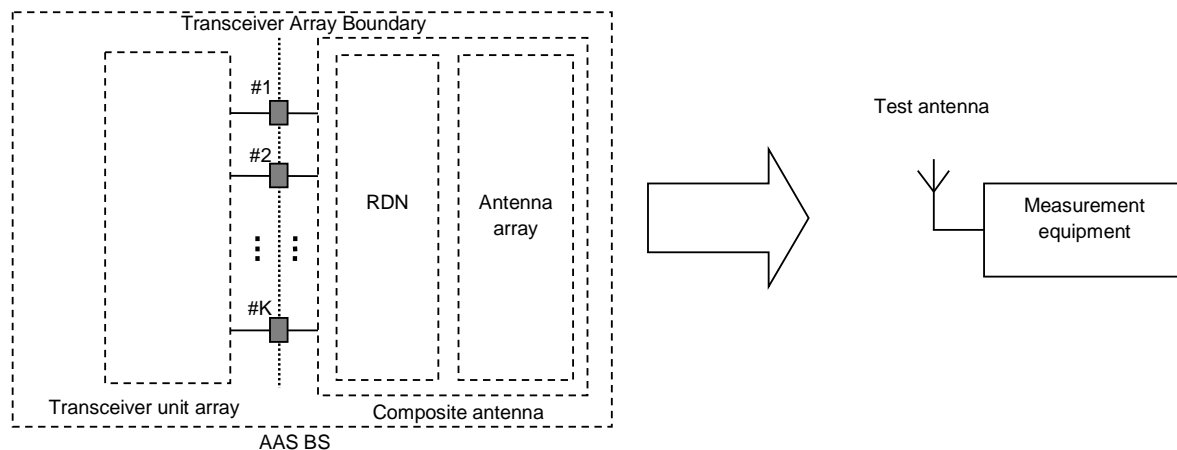 Transceiver Array Boundary
#1
#2
#K
RDN
Antenna
array
Transceiver unit array
Composite antenna
AAS BS
Test antenna
Measurement
equipment